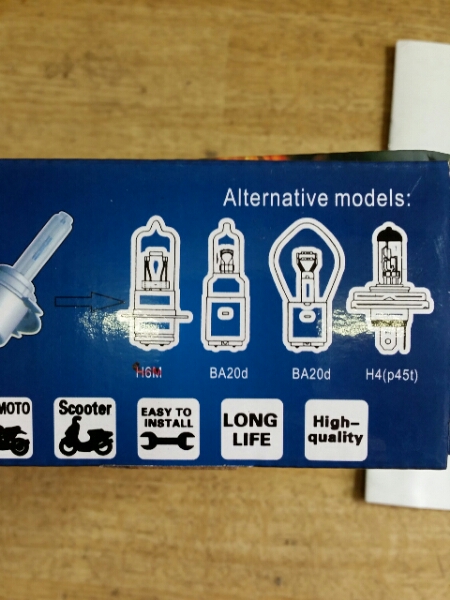 Alternative models:
H6M BA20d BA20d H4(p45t)
MOTO
Scooter
EASY TO
INSTALL
LONG
LIFE
High-
quality